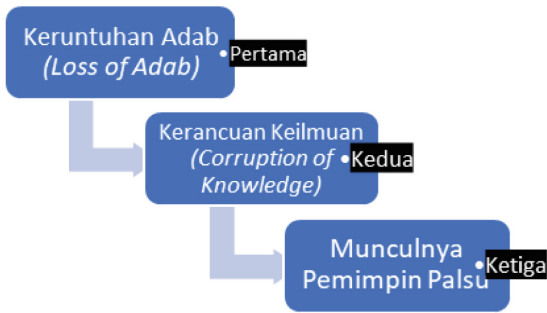 Keruntuhan Adab
(Loss of Adab)
•Pertama
Kerancuan Keilmuan
(Corruption of
Knowledge)
•Kedua
Munculnya
Pemimpin Palsu
•Ketiga